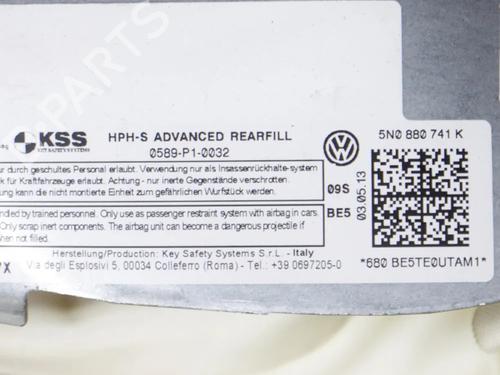 KSS
KEY SAFETY SYSTEMS
HPH-S ADVANCED REARFILL
0589-P1-0032
5N0 880 741 K
ur durch geschultes Personal erlaubt. Verwendung nur als Insassenrückhalte-system
k für Kraftfahrzeuge erlaubt. Achtung - nur inerte Gegenstände verschrotten.
ung kann die nicht montierte Einheit zum gefährlichen Wurfstück werden.
09S
BE5
03.05.13
ndled by trained personnel. Only use as passenger restraint system with airbag in cars.
Only scrap inert components. The airbag unit can become a dangerous projectile if
hen not filled.
Herstellung/Production: Key Safety Systems S.r.L. - Italy
Via degli Esplosivi 5, 00034 Colleferro (Roma) - Tel.: +39 0697205-0
*680 BE5TE0UTAM1*